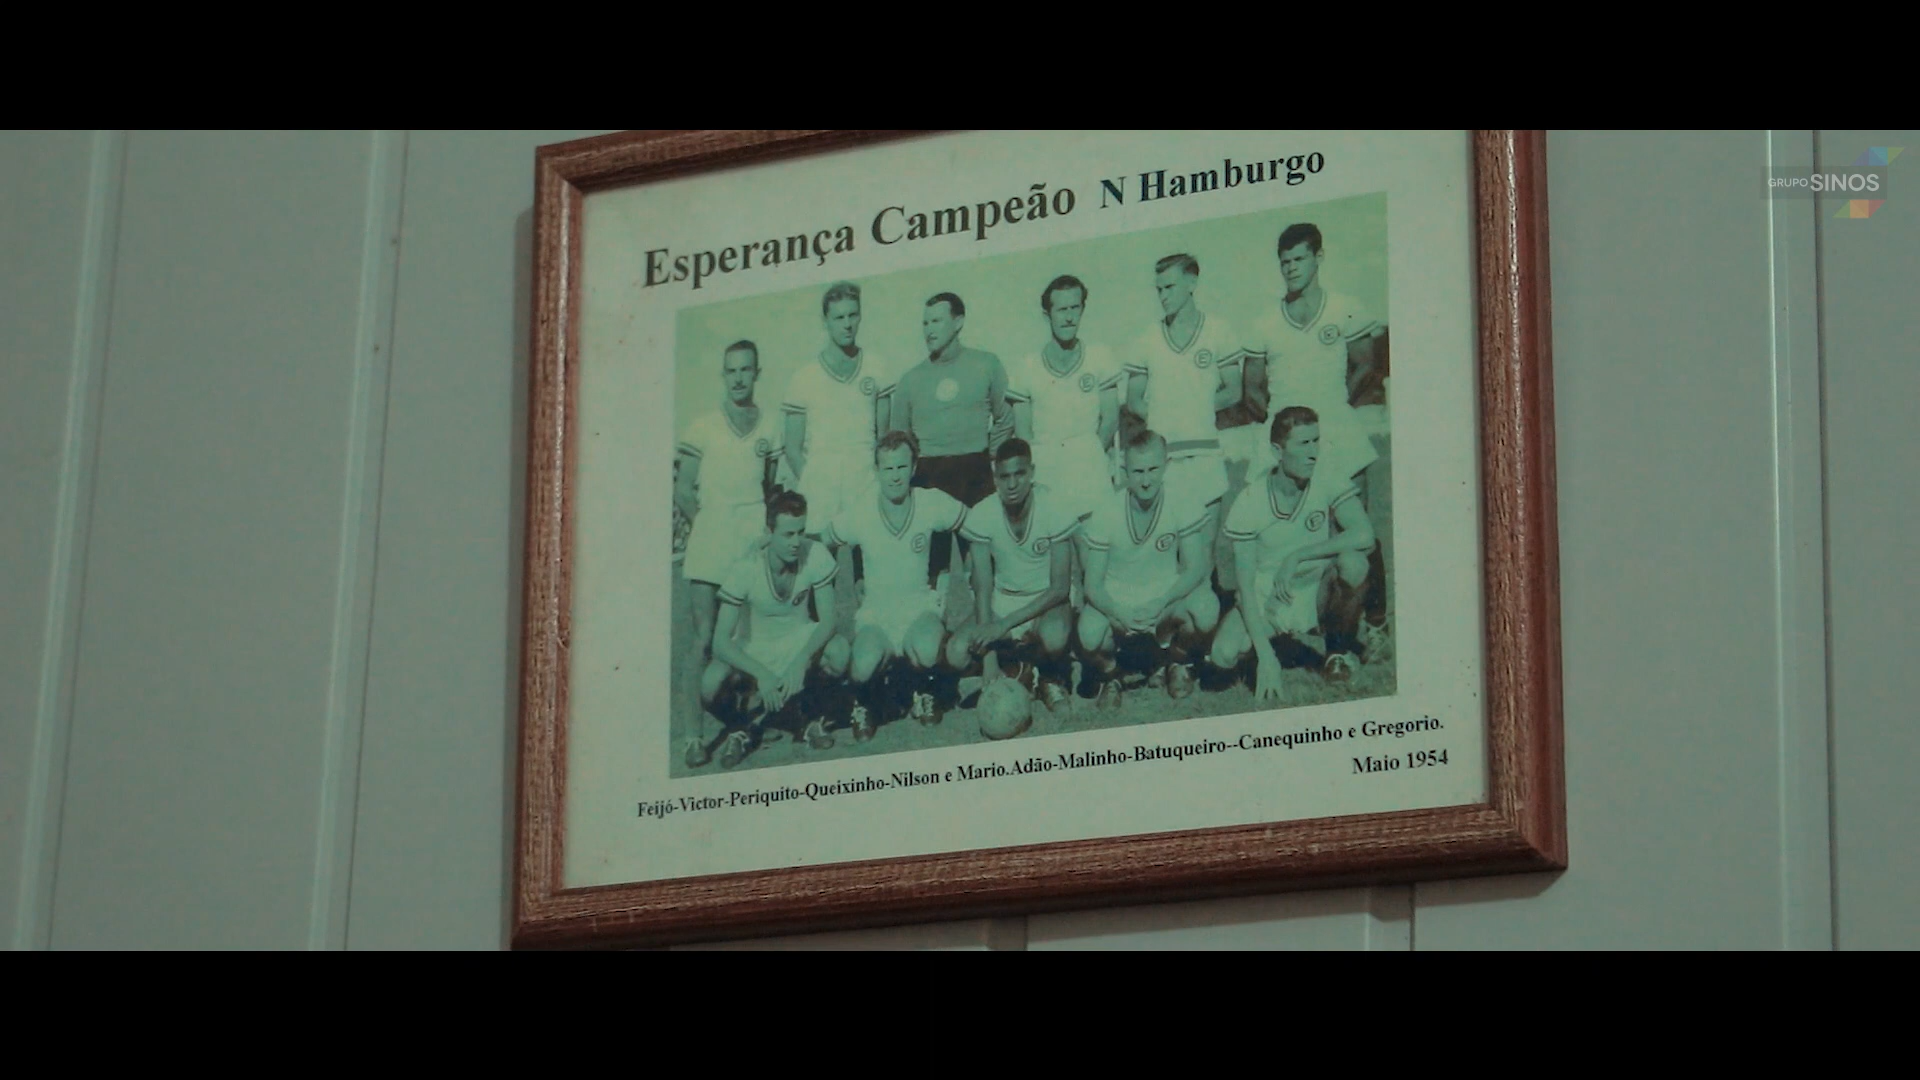 GRUPO SINOS
Esperança Campeão N Hamburgo
Feijó-Victor-Periquito-Queixinho-Nilson e Mario.Adão-Malinho-Batuqueiro--Canequinho e Gregorio.
Maio 1954